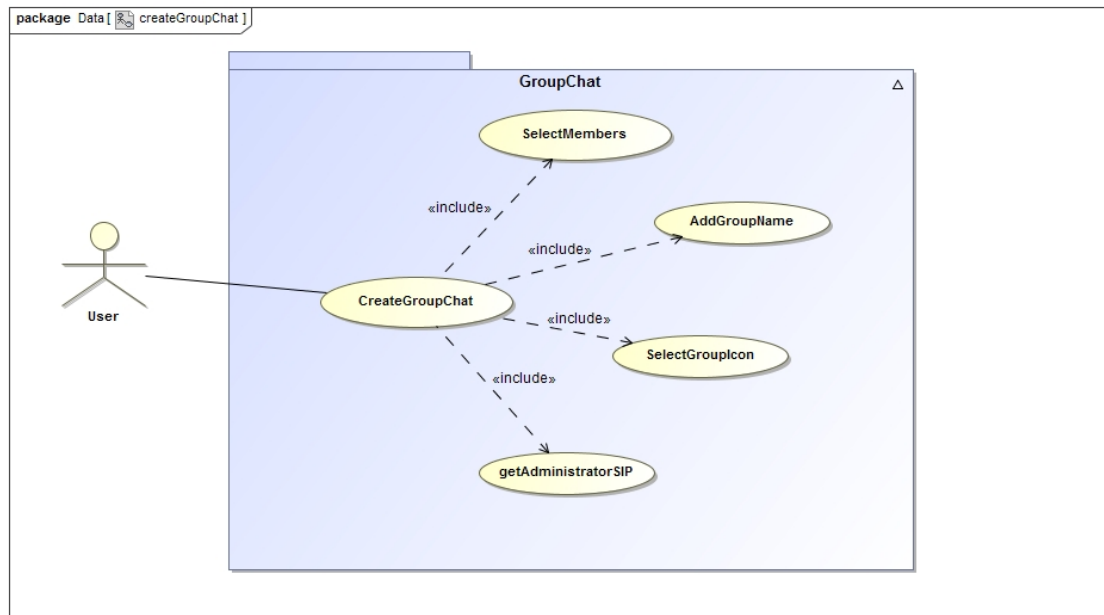 package Data [ createGroupChat ]
GroupChat
SelectMembers
«include»
AddGroupName
«include»
CreateGroupChat
User
«include»
SelectGroupIcon
«include»
getAdministratorSIP